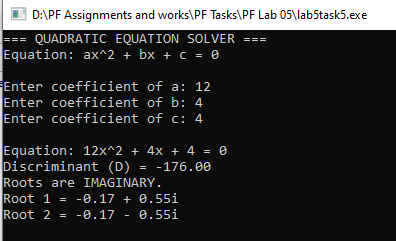 D:\PF Assignments and works\PF Tasks\PF Lab 05\lab5task5.exe
=== QUADRATIC EQUATION SOLVER ===
Equation: ax^2 + bx + c = 0
Enter coefficient of a: 12
Enter coefficient of b: 4
Enter coefficient of c: 4
Equation: 12x^2 + 4x + 4 = 0
Discriminant (D) = -176.00
Roots are IMAGINARY.
Root 1 = -0.17 + 0.55i
Root 2 = -0.17 - 0.55i